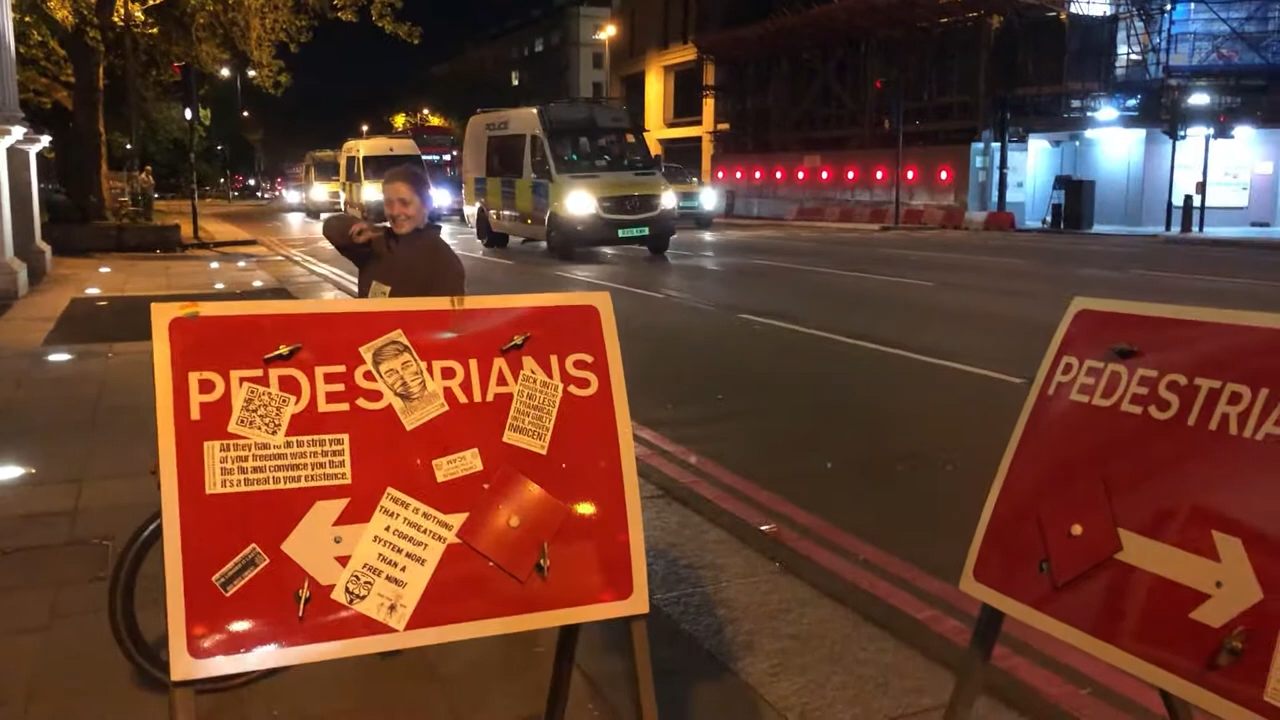 POLICE
PEDESTRIANS
SICK UNTIL
PROVEN HEALTHY
IS NO LESS
TYRANNICAL
THAN GUILTY
UNTIL PROVEN
INNOCENT.
All they had to do to strip you
of your freedom was re-brand
the flu and convince you that
it's a threat to your existence.
SCAM
THERE IS NOTHING
THAT THREATENS
A CORRUPT
SYSTEM MORE
THAN A
FREE MIND!
PEDESTRIA